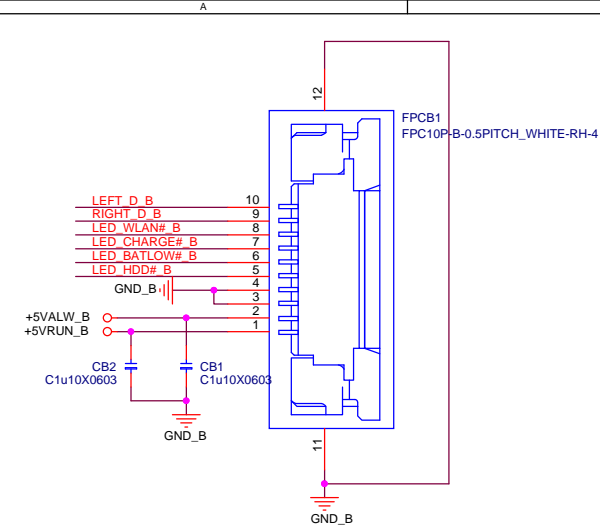 A
12
FPCB1
FPC10P-B-0.5PITCH_WHITE-RH-4
LEFT_D_B 10
RIGHT_D_B 9
LED_WLAN#_B 8
LED_CHARGE#_B 7
LED_BATLOW#_B 6
LED_HDD#_B 5
GND_B 4
3
+5VALW_B 2
+5VRUN_B 1
CB2 CB1
C1u10X0603 C1u10X0603
GND_B
11
GND_B